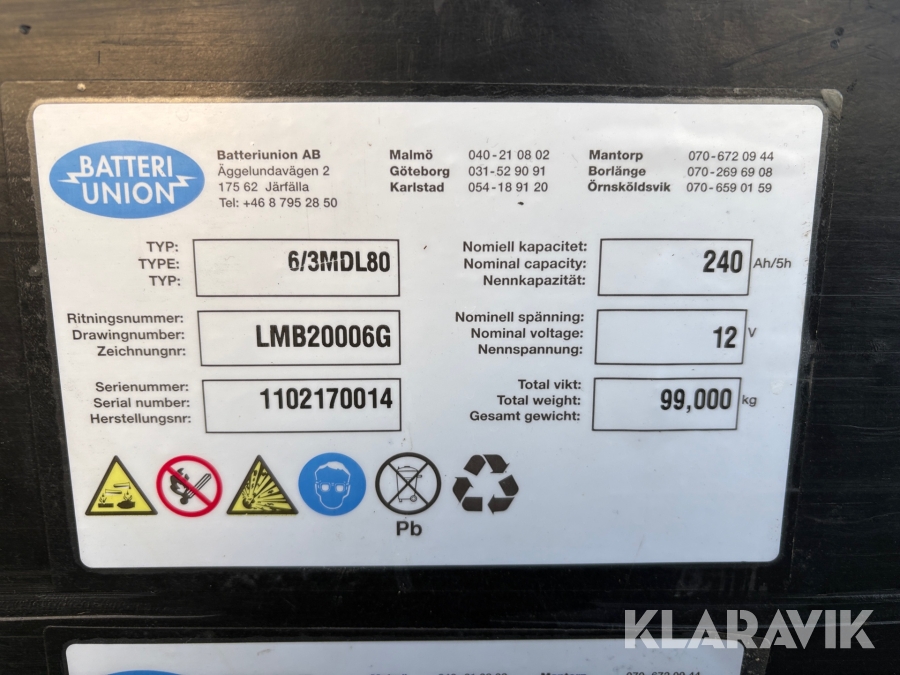 BATTERI
UNION
Batteriunion AB
Äggelundavägen 2
175 62 Järfälla
Tel: +46 8 795 28 50
Malmö 040-21 08 02
Göteborg 031-52 90 91
Karlstad 054-18 91 20
Mantorp 070-672 09 44
Borlänge 070-269 69 08
Örnsköldsvik 070-659 01 59
TYP:
TYPE:
TYP:
6/3MDL80
Nomiell kapacitet:
Nominal capacity:
Nennkapazität:
240 Ah/5h
Ritningsnummer:
Drawingnumber:
Zeichnungnr:
LMB20006G
Nominell spänning:
Nominal voltage:
Nennspannung:
12 V
Serienummer:
Serial number:
Herstellungsnr:
1102170014
Total vikt:
Total weight:
Gesamt gewicht:
99,000 kg
Pb
KLARAVIK
BATTERI
Mantorp